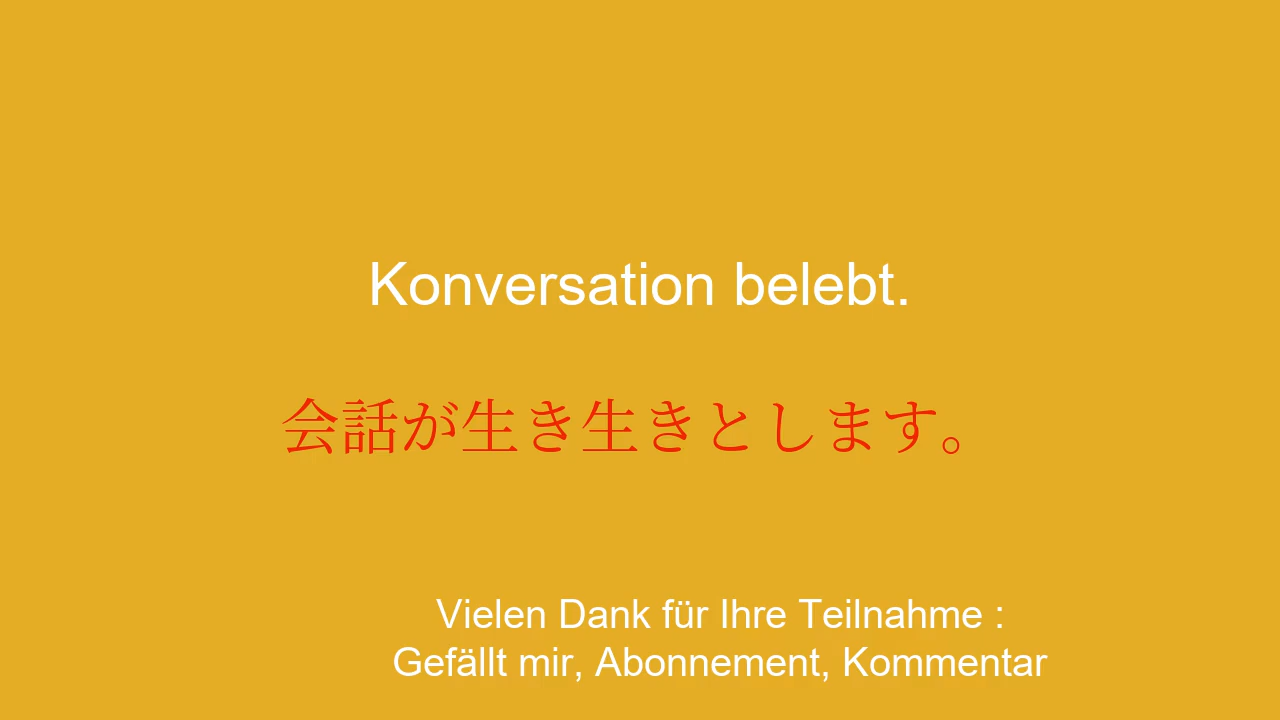 Konversation belebt.
会話が生き生きとします。
Vielen Dank für Ihre Teilnahme :
Gefällt mir, Abonnement, Kommentar